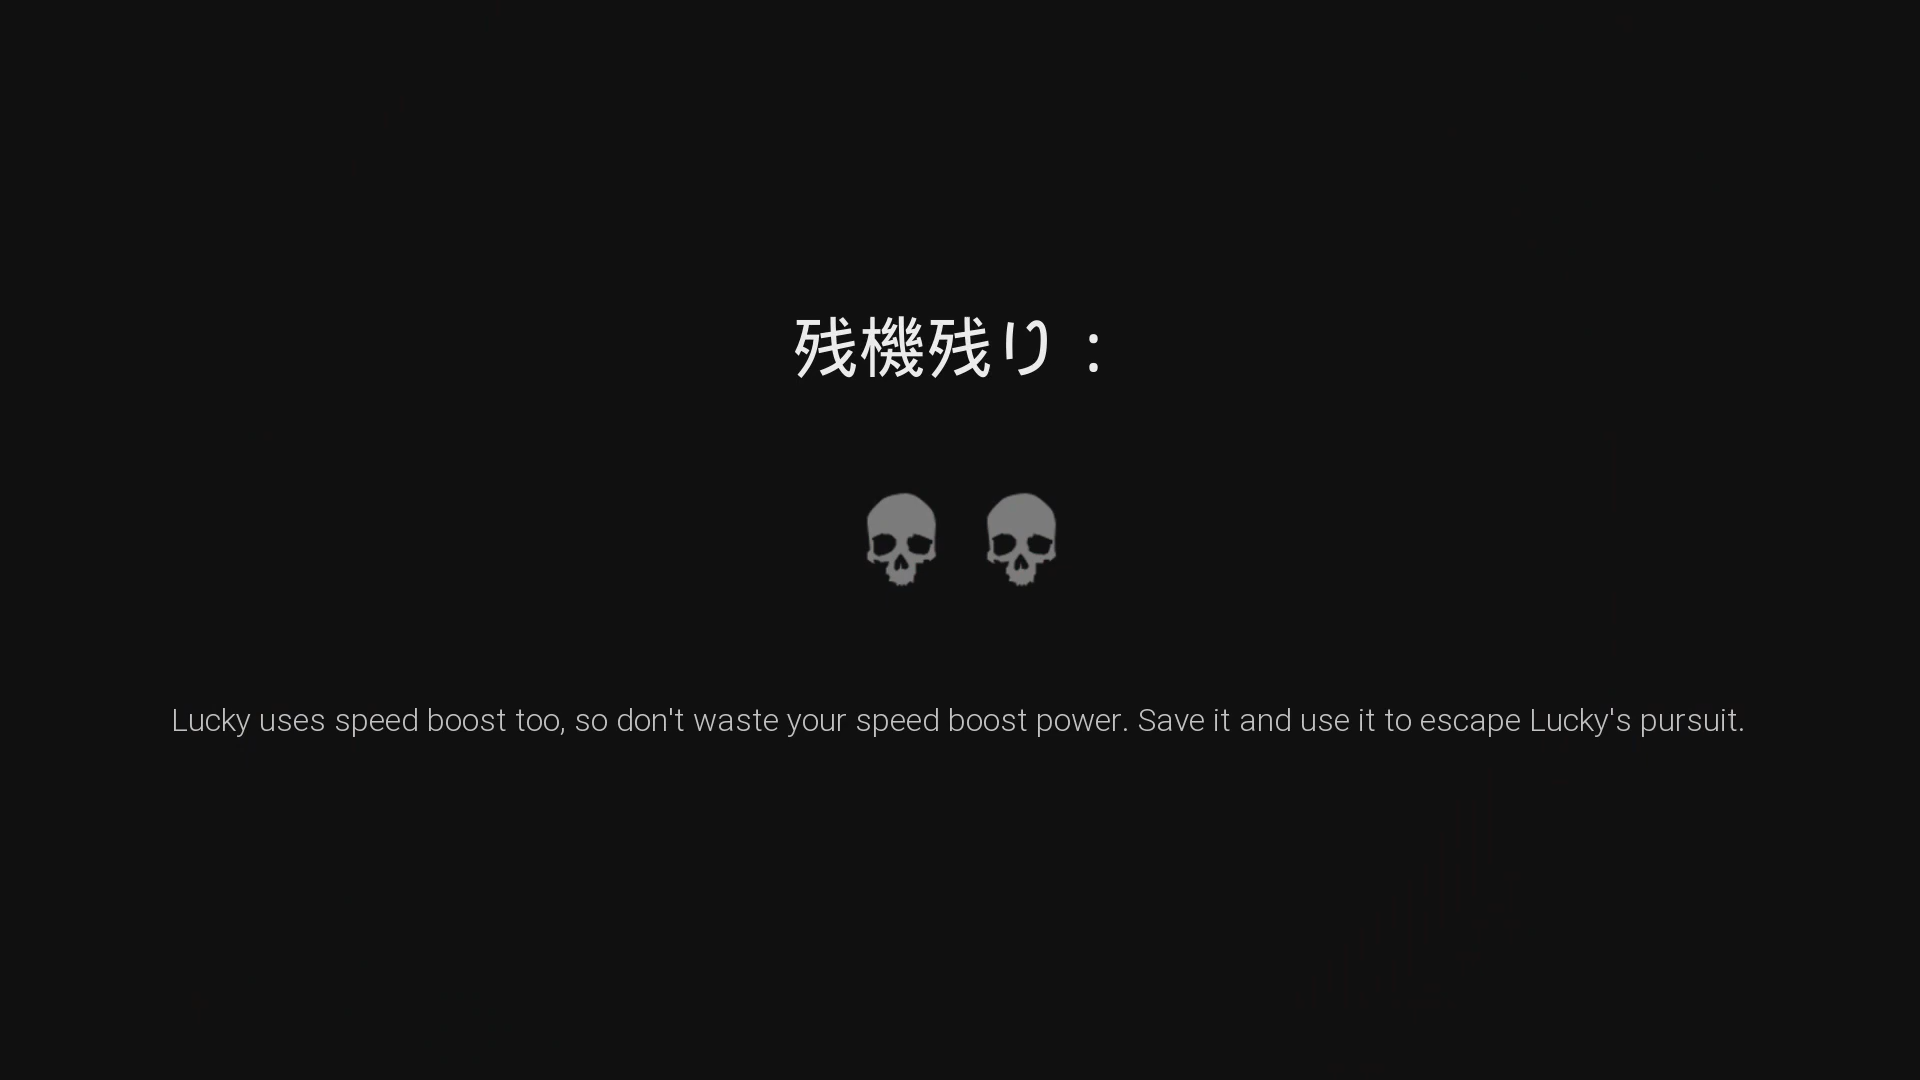 残機残り：
Lucky uses speed boost too, so don't waste your speed boost power. Save it and use it to escape Lucky's pursuit.